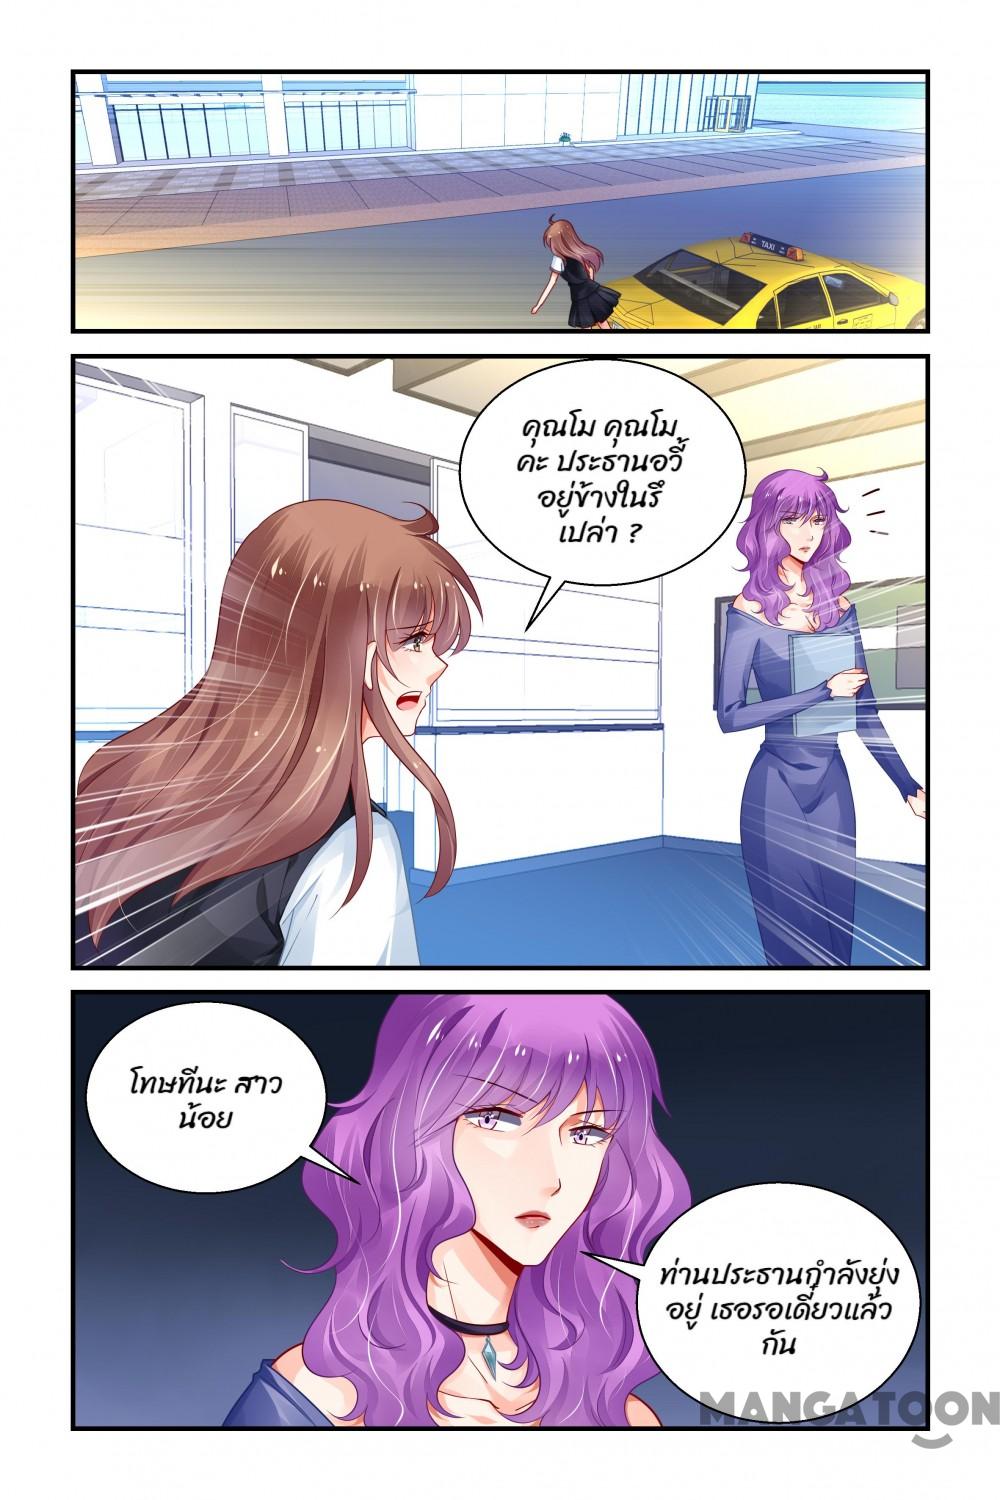 TAXI
คุณโม คุณโม
คะ ประธานอวี้
อยู่ข้างในรึ
เปล่า ?
โทษทีนะ สาว
น้อย
ท่านประธานกำลังยุ่ง
อยู่ เธอรอเดี๋ยวแล้ว
กัน
MANGATOON